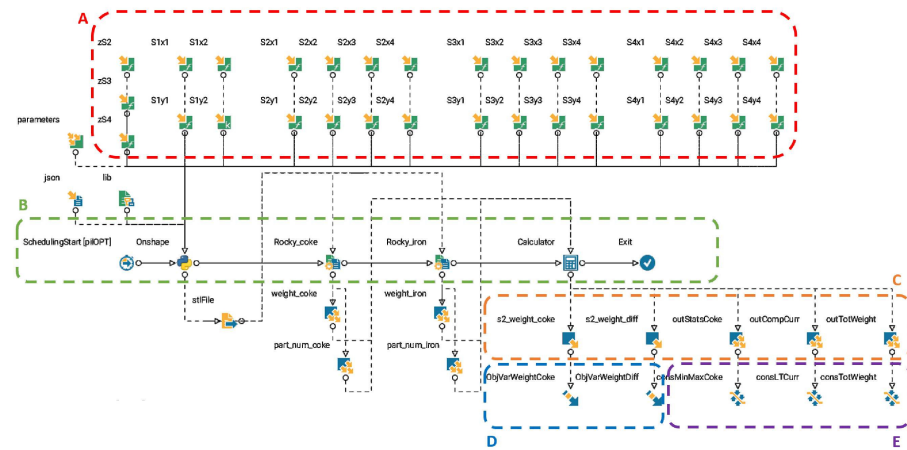 A
zS2 S1x1 S1x2 S2x1 S2x2 S2x3 S2x4 S3x1 S3x2 S3x3 S3x4 S4x1 S4x2 S4x3 S4x4
zS3
zS4 S1y1 S1y2 S2y1 S2y2 S2y3 S2y4 S3y1 S3y2 S3y3 S3y4 S4y1 S4y2 S4y3 S4y4
parameters
json lib
B
SchedulingStart [pilOPT] Onshape Rocky_coke Rocky_iron Calculator Exit
C
stlFile weight_coke weight_iron
s2_weight_coke s2_weight_diff outStatsCoke outCompCurr outTotWeight
part_num_coke part_num_iron
ObjVarWeightCoke ObjVarWeightDiff consMinMaxCoke consLTCurr consTotWeight
D E